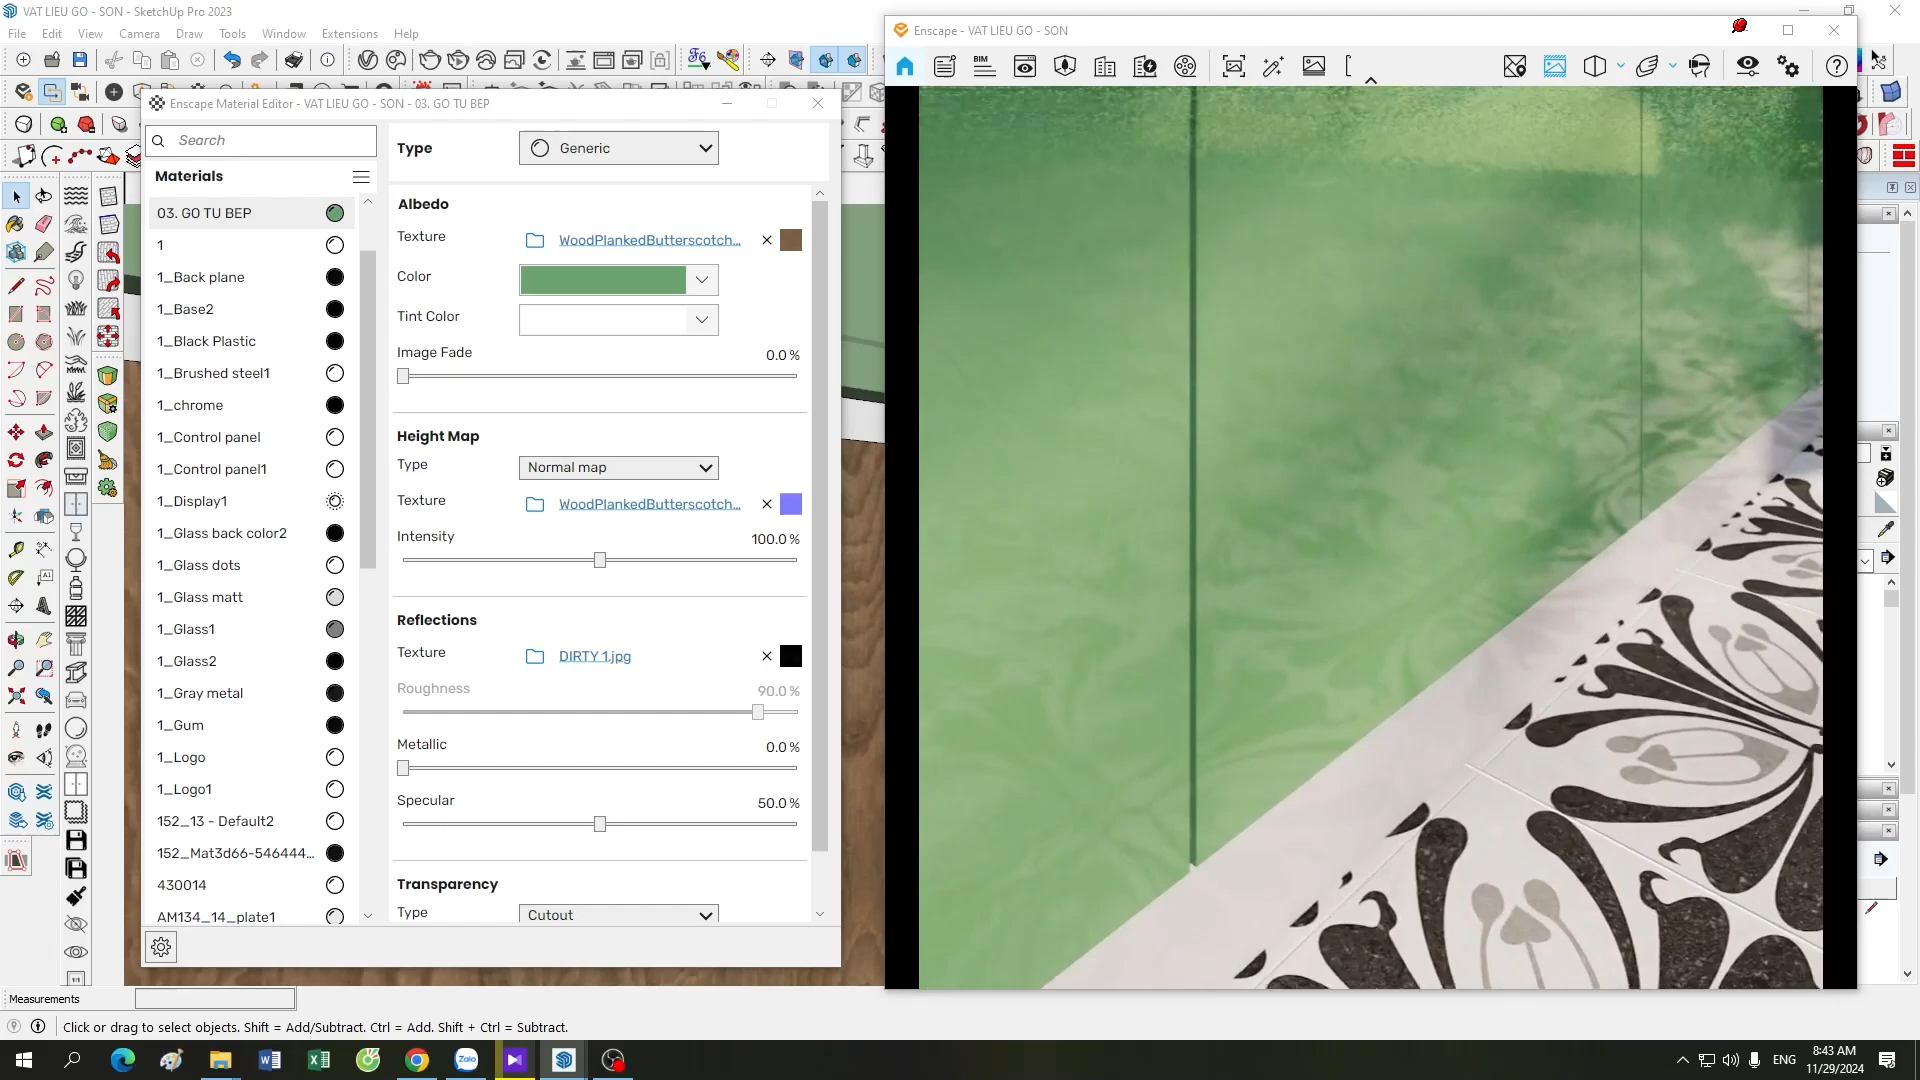 VAT LIEU GO - SON - SketchUp Pro 2023
File Edit View Camera Draw Tools Window Extensions Help
Enscape - VAT LIEU GO - SON
BIM
Enscape Material Editor - VAT LIEU GO - SON - 03. GO TU BEP
Search
Materials
03. GO TU BEP
1
1_Back plane
1_Base2
1_Black Plastic
1_Brushed steel1
1_chrome
1_Control panel
1_Control panel1
1_Display1
1_Glass back color2
1_Glass dots
1_Glass matt
1_Glass1
1_Glass2
1_Gray metal
1_Gum
1_Logo
1_Logo1
152_13 - Default2
152_Mat3d66-546444...
430014
AM134_14_plate1
Type Generic
Albedo
Texture WoodPlankedButterscotch...
Color
Tint Color
Image Fade 0.0 %
Height Map
Type Normal map
Texture WoodPlankedButterscotch...
Intensity 100.0 %
Reflections
Texture DIRTY 1.jpg
Roughness 90.0 %
Metallic 0.0 %
Specular 50.0 %
Transparency
Type Cutout
Measurements
Click or drag to select objects. Shift = Add/Subtract. Ctrl = Add. Shift + Ctrl = Subtract.
Zalo
ENG
8:43 AM
11/29/2024